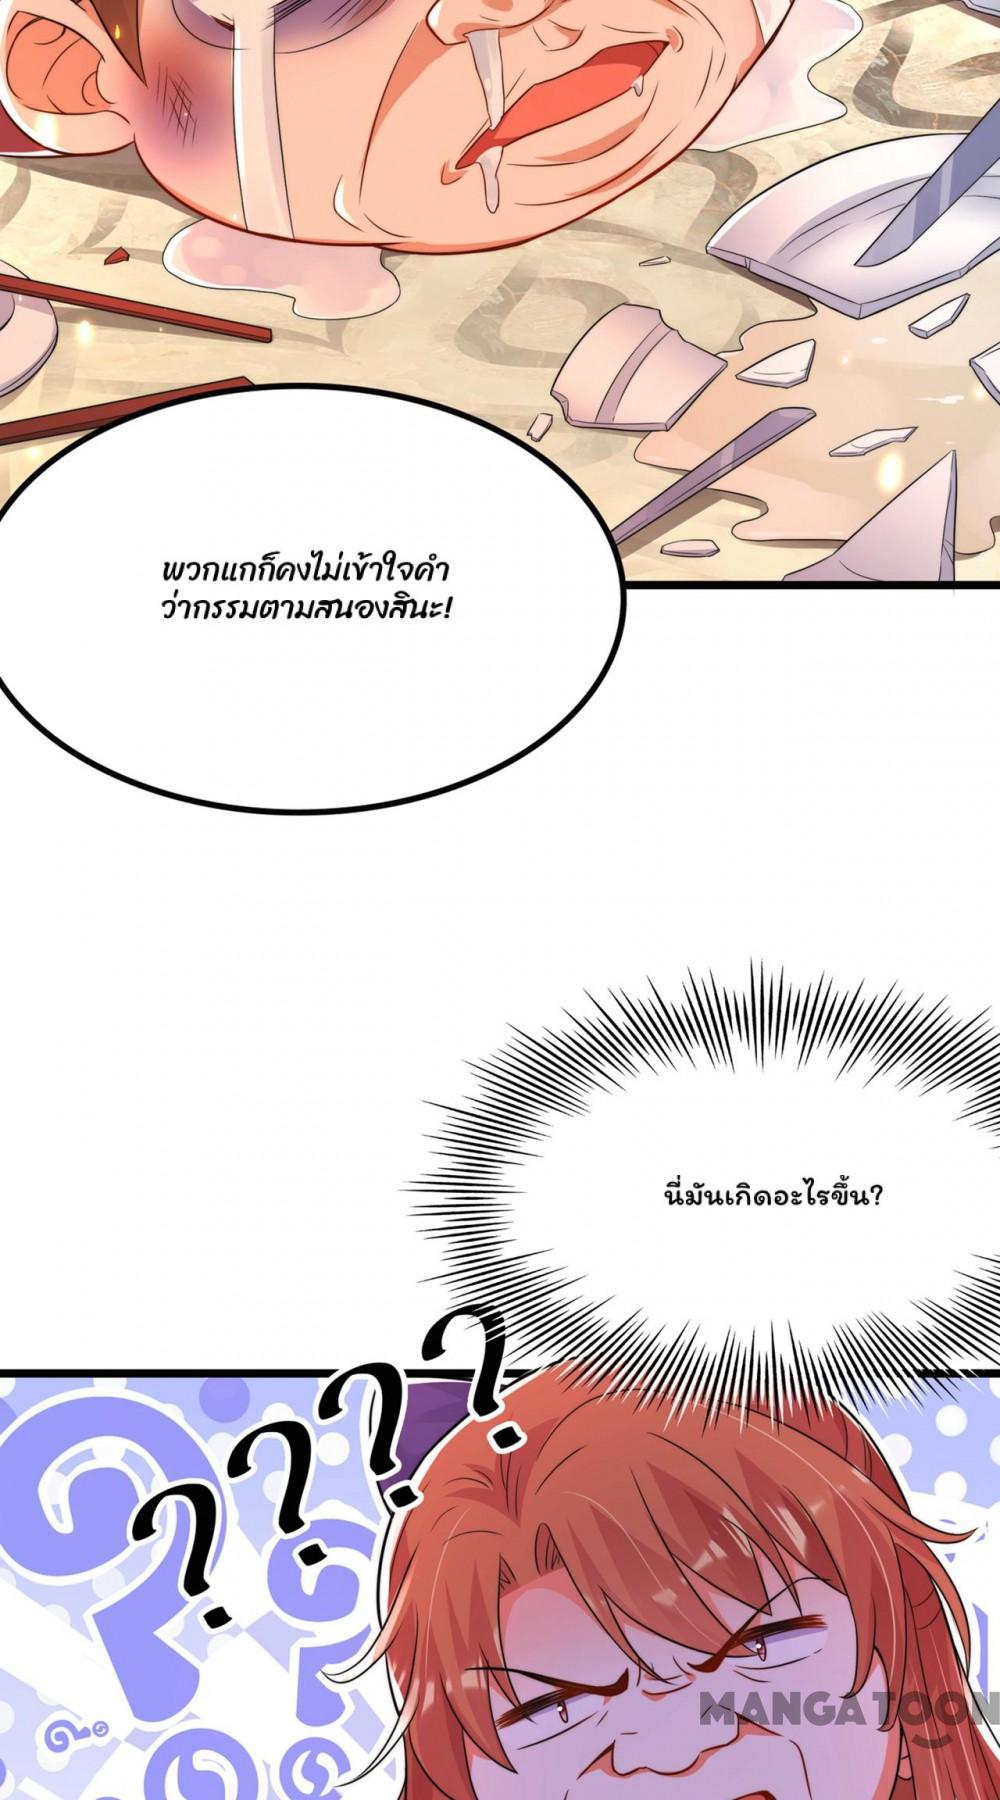 พวกแกก็คงไม่เข้าใจคำ
ว่ากรรมตามสนองสินะ!
นี่มันเกิดอะไรขึ้น?
? ? ? ?
MANGATOON